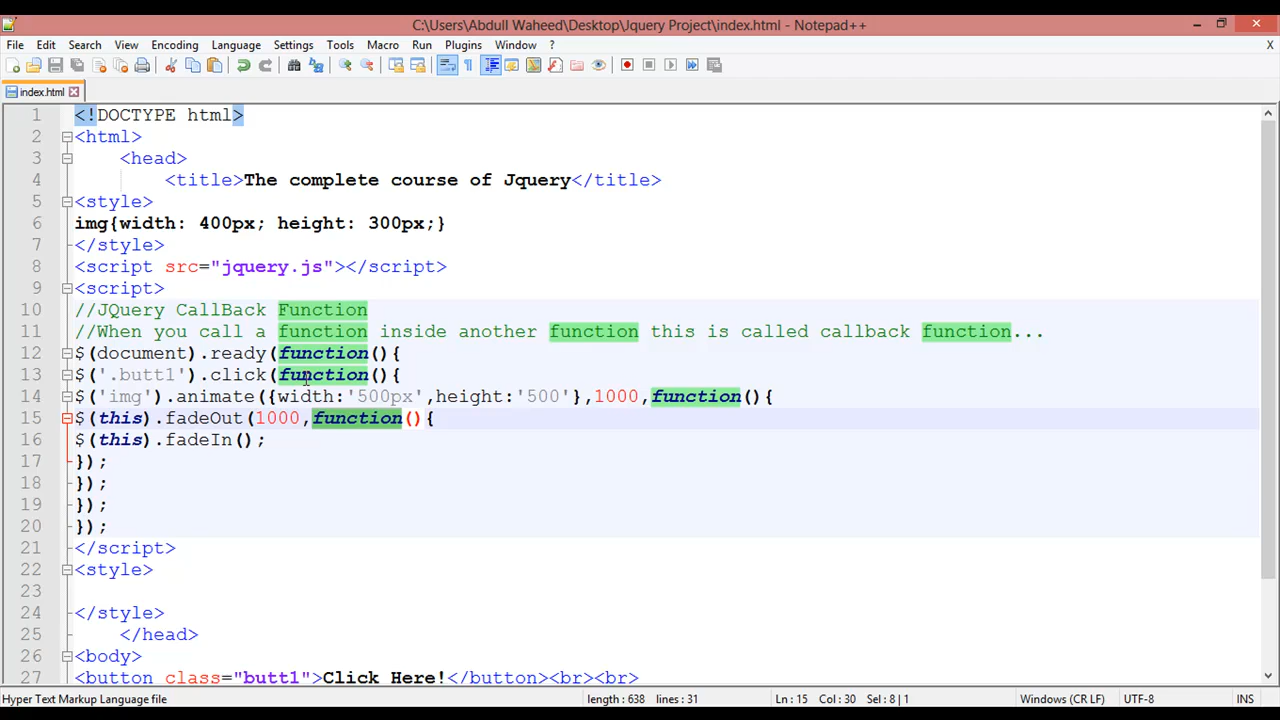 C:\Users\Abdull Waheed\Desktop\Jquery Project\index.html - Notepad++
File Edit Search View Encoding Language Settings Tools Macro Run Plugins Window ? X
index.html
1 <!DOCTYPE html>
2 <html>
3 <head>
4 <title>The complete course of Jquery</title>
5 <style>
6 img{width: 400px; height: 300px;}
7 </style>
8 <script src="jquery.js"></script>
9 <script>
10 //JQuery CallBack Function
11 //When you call a function inside another function this is called callback function...
12 $(document).ready(function(){
13 $('.butt1').click(function(){
14 $('img').animate({width:'500px',height:'500'},1000,function(){
15 $(this).fadeOut(1000,function(){
16 $(this).fadeIn();
17 });
18 });
19 });
20 });
21 </script>
22 <style>
23
24 </style>
25 </head>
26 <body>
27 <button class="butt1">Click Here!</button><br><br>
Hyper Text Markup Language file length : 638 lines : 31 Ln : 15 Col : 30 Sel : 8 | 1 Windows (CR LF) UTF-8 INS